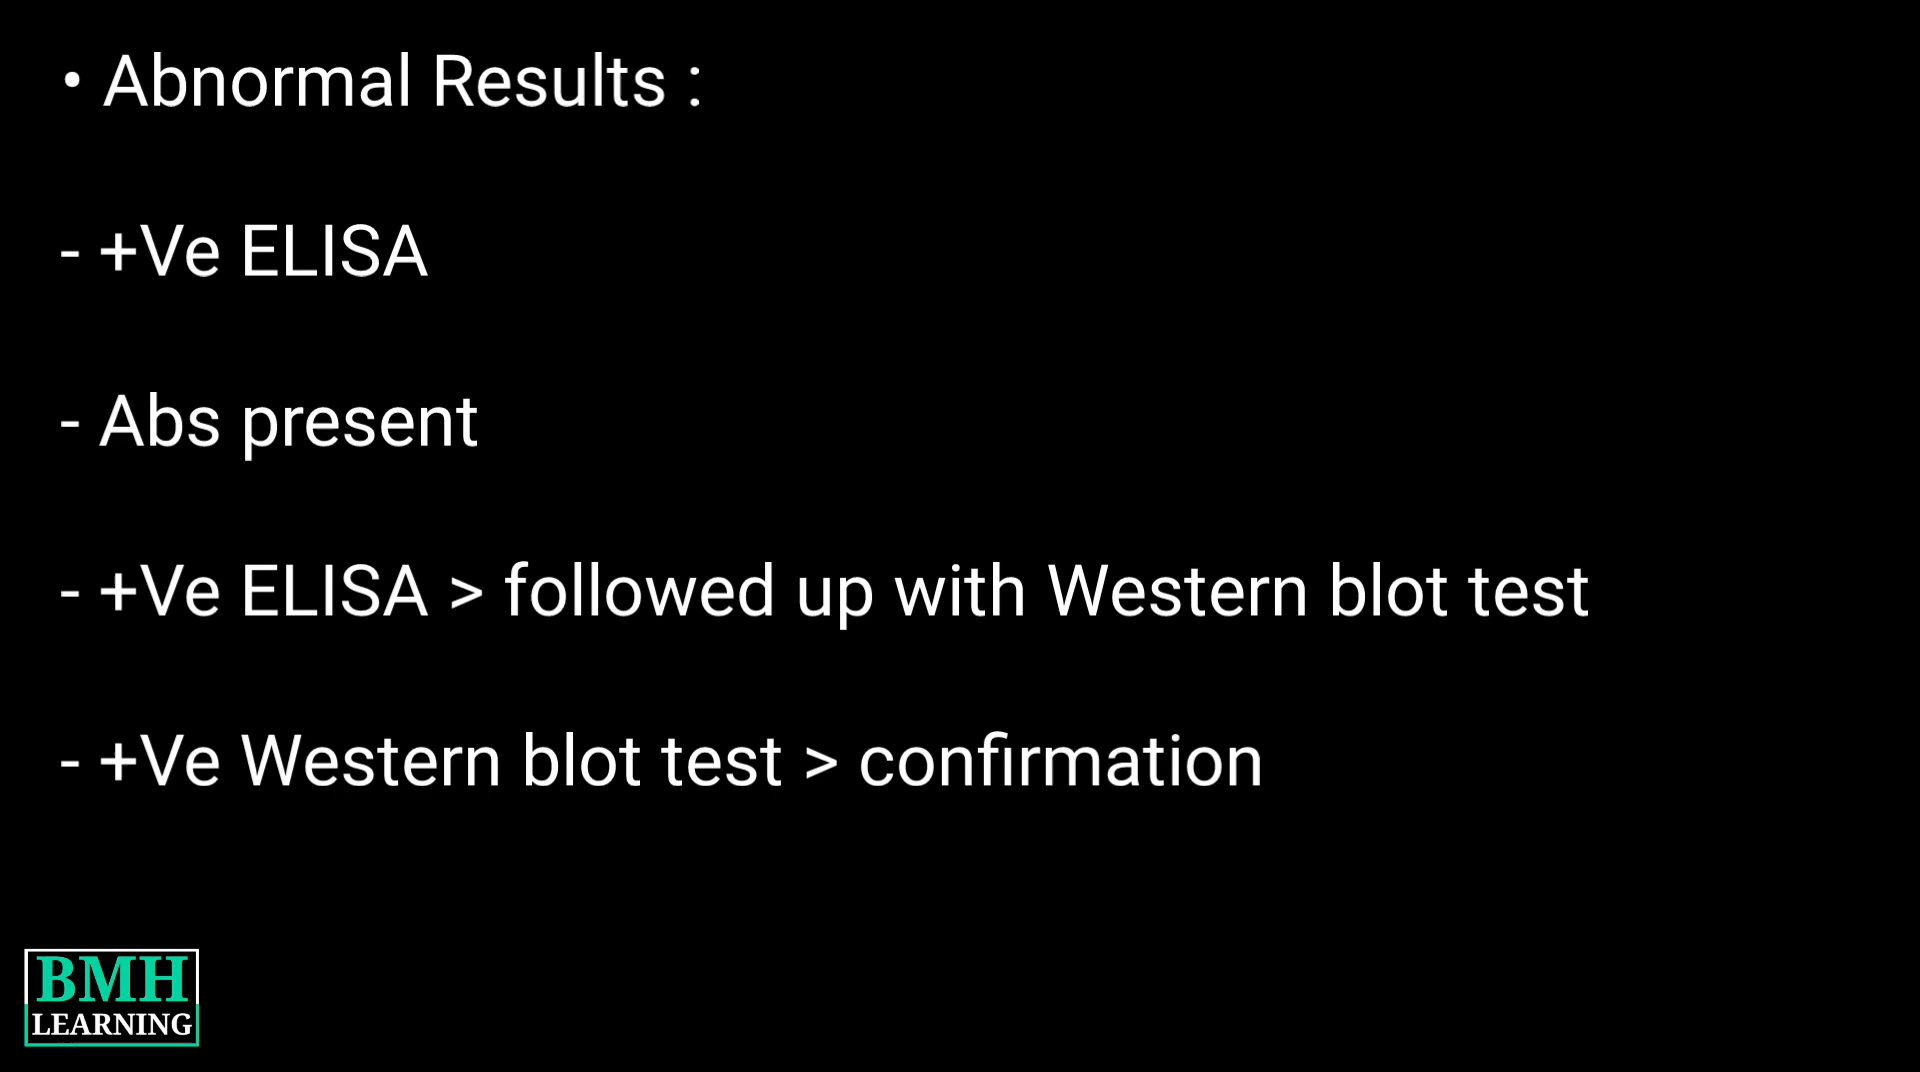 • Abnormal Results :
- +Ve ELISA
- Abs present
- +Ve ELISA > followed up with Western blot test
- +Ve Western blot test > confirmation
BMH
LEARNING